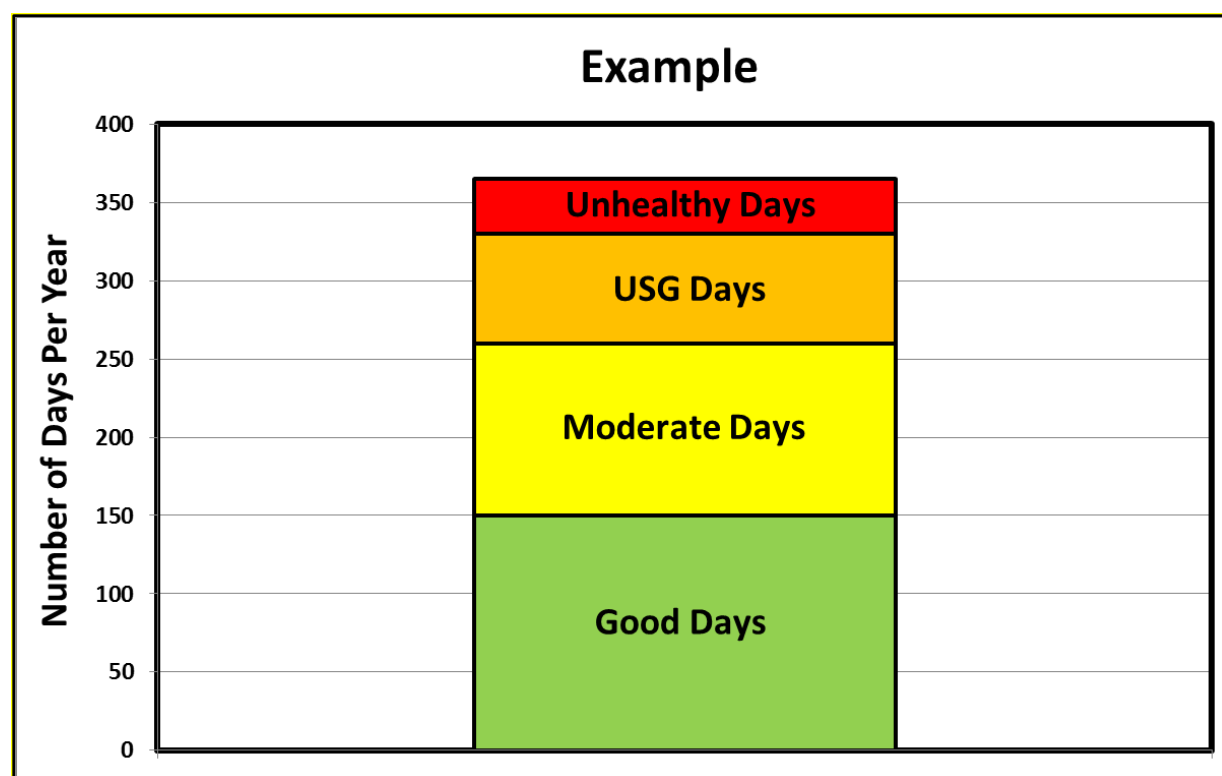 Example
Number of Days Per Year
400
350
300
250
200
150
100
50
0
Unhealthy Days
USG Days
Moderate Days
Good Days